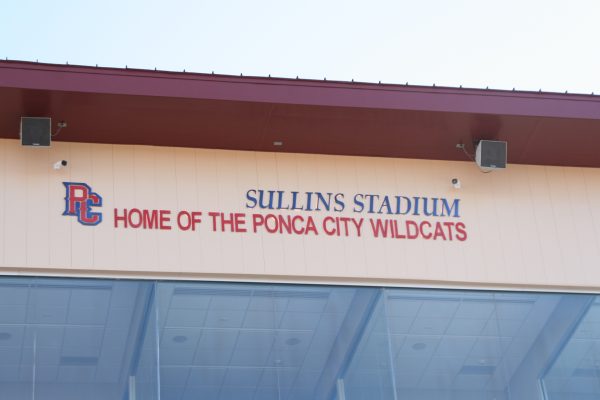 SULLINS STADIUM
PC HOME OF THE PONCA CITY WILDCATS